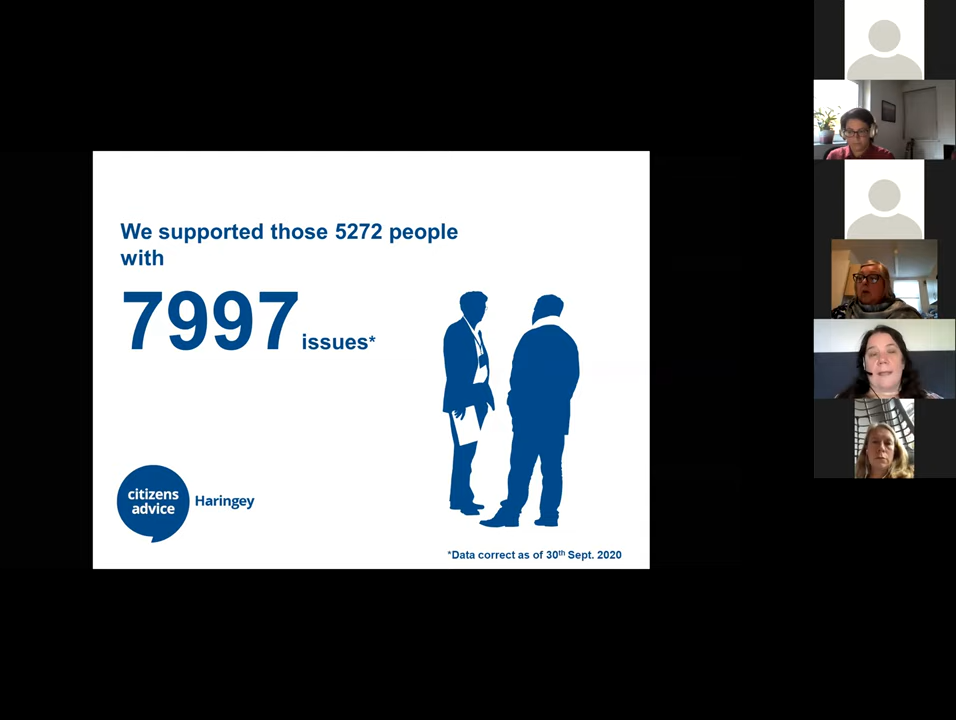 We supported those 5272 people
with
7997 issues*
citizens
advice
Haringey
*Data correct as of 30th Sept. 2020